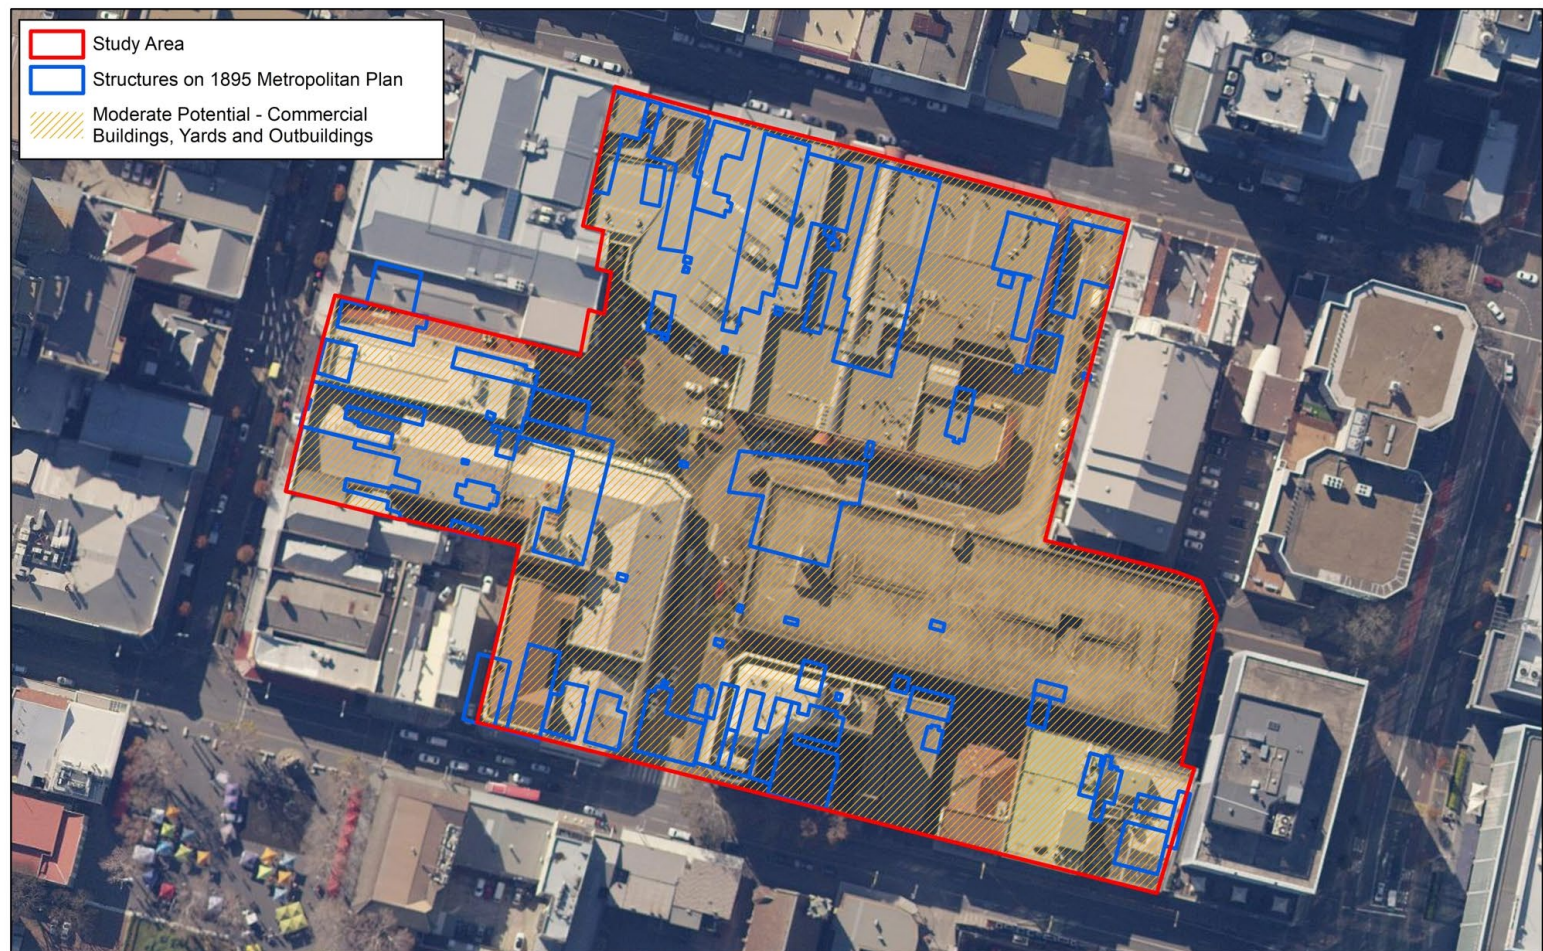 Study Area
Structures on 1895 Metropolitan Plan
Moderate Potential - Commercial
Buildings, Yards and Outbuildings